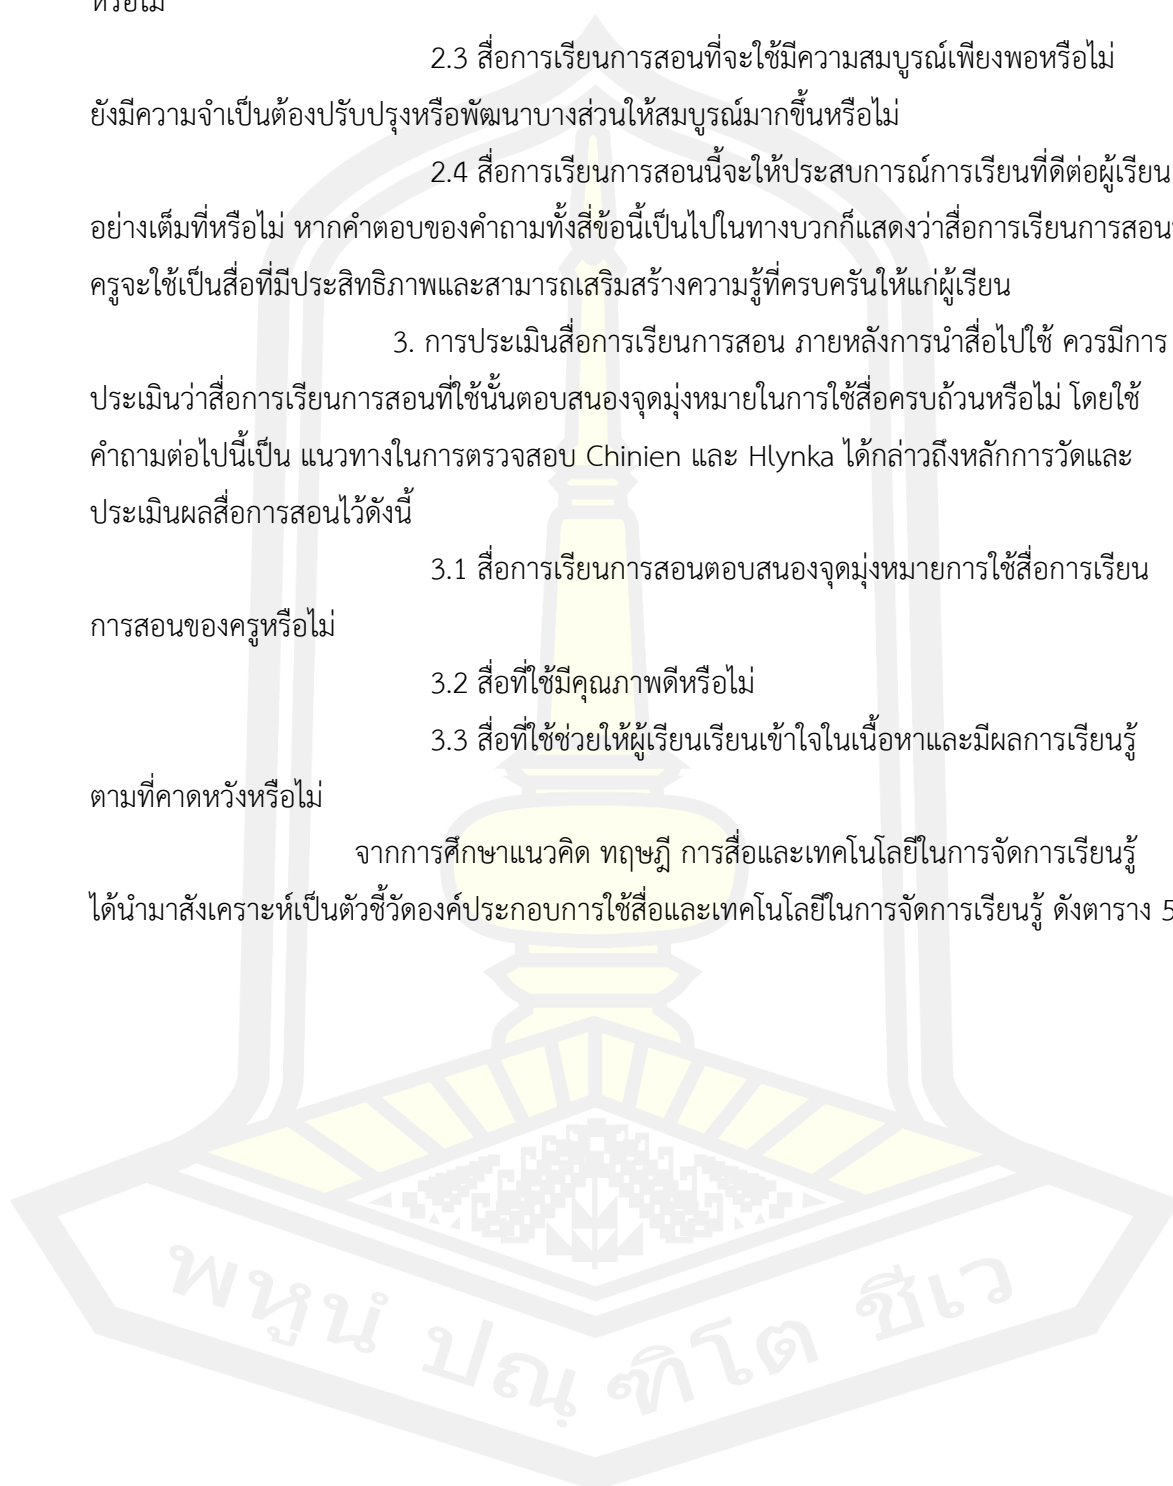 หรือไม่
2.3 สื่อการเรียนการสอนที่จะใช้มีความสมบูรณ์เพียงพอหรือไม่
ยังมีความจำเป็นต้องปรับปรุงหรือพัฒนาบางส่วนให้สมบูรณ์มากขึ้นหรือไม่
2.4 สื่อการเรียนการสอนนี้จะให้ประสบการณ์การเรียนที่ดีต่อผู้เรียน
อย่างเต็มที่หรือไม่ หากคำตอบของคำถามทั้งสี่ข้อนี้เป็นไปในทางบวกก็แสดงว่าสื่อการเรียนการสอน
ครูจะใช้เป็นสื่อที่มีประสิทธิภาพและสามารถเสริมสร้างความรู้ที่ครบครันให้แก่ผู้เรียน
3. การประเมินสื่อการเรียนการสอน ภายหลังการนำสื่อไปใช้ ควรมีการ
ประเมินว่าสื่อการเรียนการสอนที่ใช้นั้นตอบสนองจุดมุ่งหมายในการใช้สื่อครบถ้วนหรือไม่ โดยใช้
คำถามต่อไปนี้เป็น แนวทางในการตรวจสอบ Chinien และ Hlynka ได้กล่าวถึงหลักการวัดและ
ประเมินผลสื่อการสอนไว้ดังนี้
3.1 สื่อการเรียนการสอนตอบสนองจุดมุ่งหมายการใช้สื่อการเรียน
การสอนของครูหรือไม่
3.2 สื่อที่ใช้มีคุณภาพดีหรือไม่
3.3 สื่อที่ใช้ช่วยให้ผู้เรียนเรียนเข้าใจในเนื้อหาและมีผลการเรียนรู้
ตามที่คาดหวังหรือไม่
จากการศึกษาแนวคิด ทฤษฎี การสื่อและเทคโนโลยีในการจัดการเรียนรู้
ได้นำมาสังเคราะห์เป็นตัวชี้วัดองค์ประกอบการใช้สื่อและเทคโนโลยีในการจัดการเรียนรู้ ดังตาราง 5
พหูนํ ปณฺฑิโต ชีเว